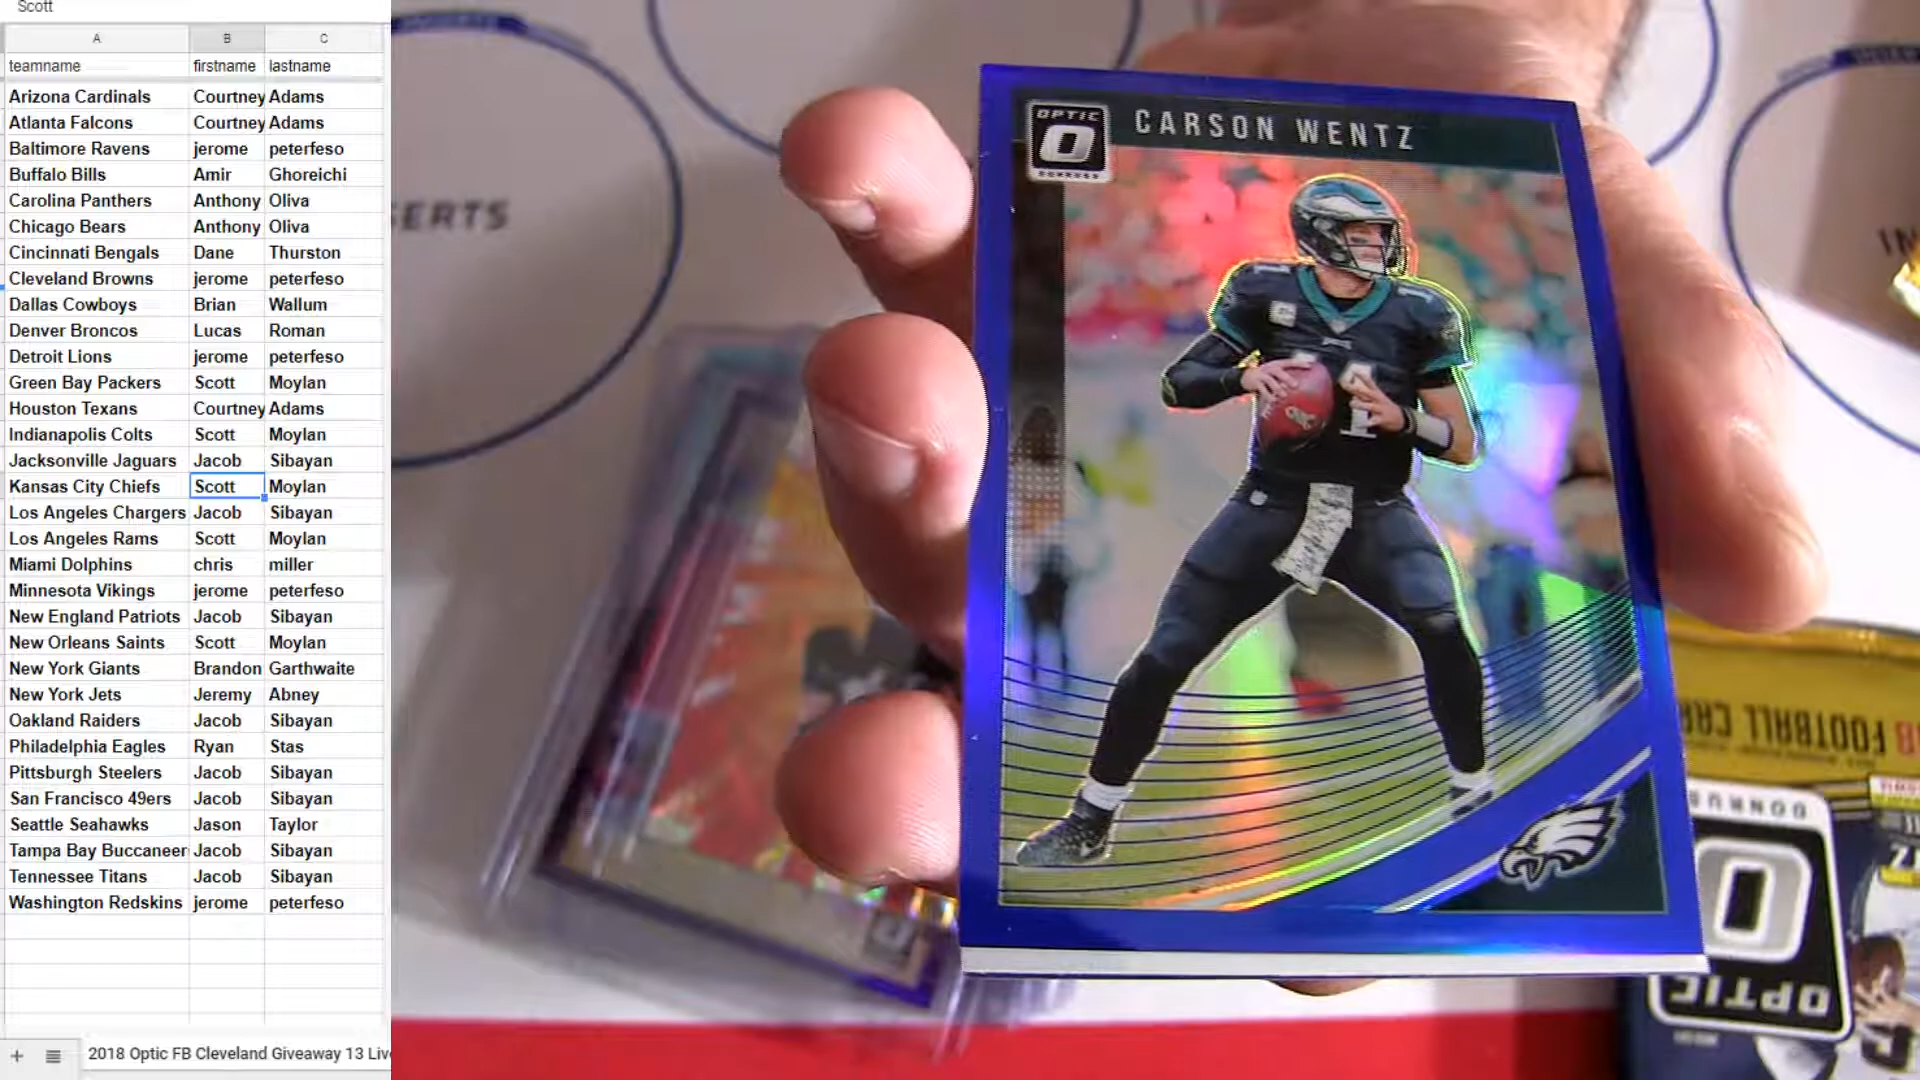 Scott
A B C
teamname firstname lastname
Arizona Cardinals Courtney Adams
Atlanta Falcons Courtney Adams
Baltimore Ravens jerome peterfeso
Buffalo Bills Amir Ghoreichi
Carolina Panthers Anthony Oliva
Chicago Bears Anthony Oliva
Cincinnati Bengals Dane Thurston
Cleveland Browns jerome peterfeso
Dallas Cowboys Brian Wallum
Denver Broncos Lucas Roman
Detroit Lions jerome peterfeso
Green Bay Packers Scott Moylan
Houston Texans Courtney Adams
Indianapolis Colts Scott Moylan
Jacksonville Jaguars Jacob Sibayan
Kansas City Chiefs Scott Moylan
Los Angeles Chargers Jacob Sibayan
Los Angeles Rams Scott Moylan
Miami Dolphins chris miller
Minnesota Vikings jerome peterfeso
New England Patriots Jacob Sibayan
New Orleans Saints Scott Moylan
New York Giants Brandon Garthwaite
New York Jets Jeremy Abney
Oakland Raiders Jacob Sibayan
Philadelphia Eagles Ryan Stas
Pittsburgh Steelers Jacob Sibayan
San Francisco 49ers Jacob Sibayan
Seattle Seahawks Jason Taylor
Tampa Bay Buccaneer Jacob Sibayan
Tennessee Titans Jacob Sibayan
Washington Redskins jerome peterfeso
2018 Optic FB Cleveland Giveaway 13 Liv
OPTIC
O
DONRUSS
CARSON WENTZ
11
SERTS
IN
FOOTBALL CAR
DONRUS
O
OPTIC